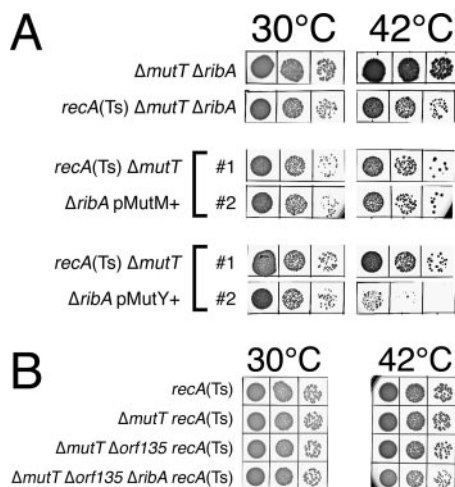 A
30°C 42°C
ΔmutT ΔribA
recA(Ts) ΔmutT ΔribA
recA(Ts) ΔmutT #1
ΔribA pMutM+ #2
recA(Ts) ΔmutT #1
ΔribA pMutY+ #2
B
30°C 42°C
recA(Ts)
ΔmutT recA(Ts)
ΔmutT Δorf135 recA(Ts)
ΔmutT Δorf135 ΔribA recA(Ts)